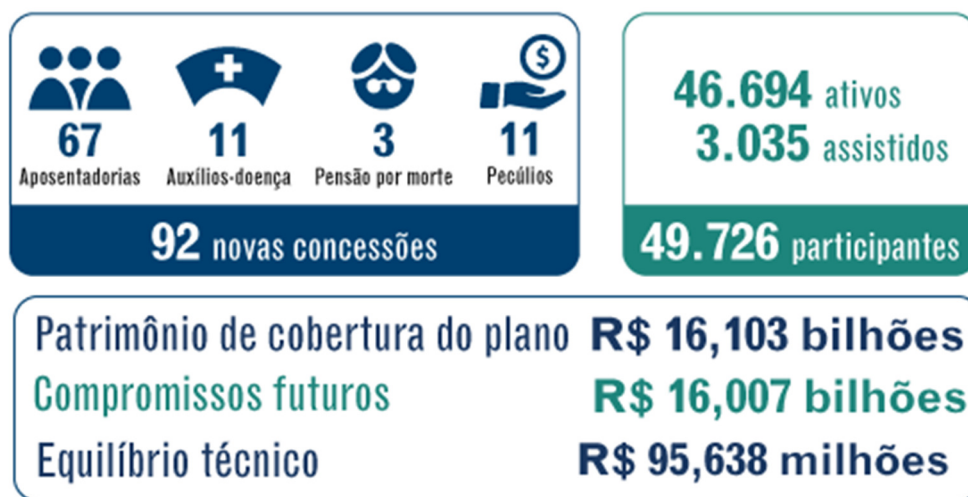 67 11 3 11
Aposentadorias Auxílios-doença Pensão por morte Pecúlios
92 novas concessões
46.694 ativos
3.035 assistidos
49.726 participantes
Patrimônio de cobertura do plano R$ 16,103 bilhões
Compromissos futuros R$ 16,007 bilhões
Equilíbrio técnico R$ 95,638 milhões